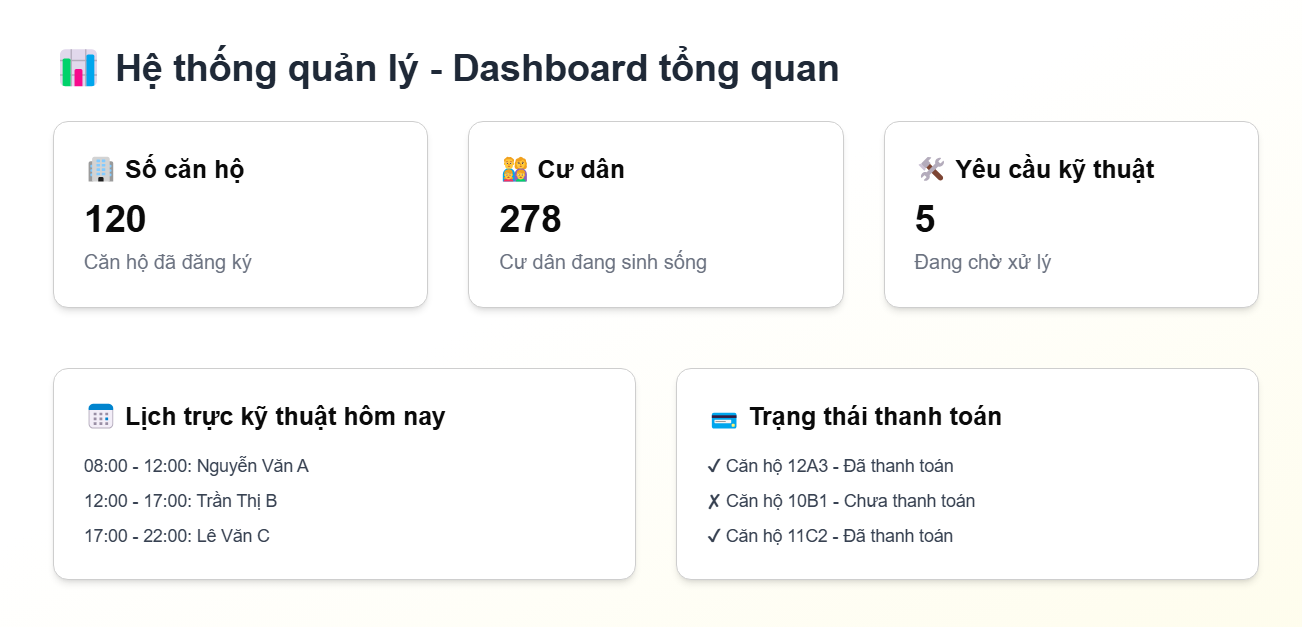 Hệ thống quản lý - Dashboard tổng quan
Số căn hộ
120
Căn hộ đã đăng ký
Cư dân
278
Cư dân đang sinh sống
Yêu cầu kỹ thuật
5
Đang chờ xử lý
Lịch trực kỹ thuật hôm nay
08:00 - 12:00: Nguyễn Văn A
12:00 - 17:00: Trần Thị B
17:00 - 22:00: Lê Văn C
Trạng thái thanh toán
✓ Căn hộ 12A3 - Đã thanh toán
✗ Căn hộ 10B1 - Chưa thanh toán
✓ Căn hộ 11C2 - Đã thanh toán